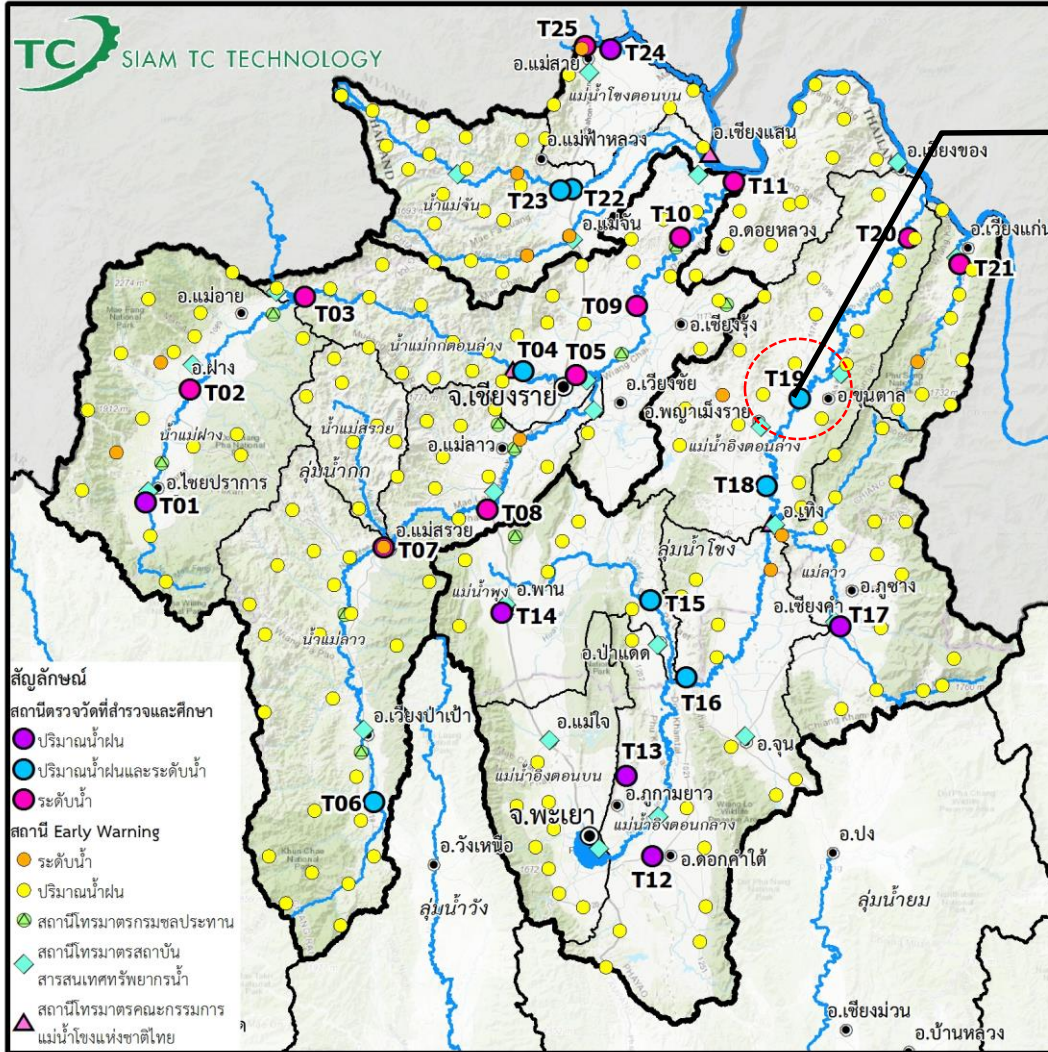 TC SIAM TC TECHNOLOGY
T25
T24
อ.แม่สาย
แม่น้ำโขงตอนบน
MYANMAR
THAILAND
อ.แม่ฟ้าหลวง
อ.เชียงแสน
THAILAND
อ.เชียงของ
น้ำแม่จัน
T23
T22
T11
อ.แม่จัน
T10
อ.ดอยหลวง
T20
อ.เวียงแก่น
T21
2274 m
อ.แม่อาย
T03
T09
อ.เชียงรุ้ง
น้ำแม่กกตอนล่าง
T04
T05
อ.ฝาง
T02
จ.เชียงราย
อ.เวียงชัย
T19
อ.ขุนตาล
อ.พญาเม็งราย
แม่น้ำอิงตอนล่าง
1732 m
น้ำแม่ฝาง
น้ำแม่สรวย
อ.แม่ลาว
ลุ่มน้ำกก
อ.ไชยปราการ
T01
T08
T18
อ.เทิง
อ.แม่สรวย
T07
ลุ่มน้ำโขง
แม่ลาว
อ.ภูซาง
แม่น้ำพุง
อ.พาน
T14
T15
อ.เชียงคำ
T17
น้ำแม่ลาว
อ.ป่าแดด
T16
1760 m
อ.เวียงป่าเป้า
อ.แม่ใจ
อ.จุน
T13
แม่น้ำอิงตอนบน
อ.ภูกามยาว
T06
จ.พะเยา
แม่น้ำอิงตอนกลาง
อ.วังเหนือ
อ.ดอกคำใต้
T12
อ.ปง
ลุ่มน้ำวัง
ลุ่มน้ำยม
อ.เชียงม่วน
อ.บ้านหลวง
สัญลักษณ์
สถานีตรวจวัดที่สำรวจและศึกษา
ปริมาณน้ำฝน
ปริมาณน้ำฝนและระดับน้ำ
ระดับน้ำ
สถานี Early Warning
ระดับน้ำ
ปริมาณน้ำฝน
สถานีโทรมาตรกรมชลประทาน
สถานีโทรมาตรสถาบัน
สารสนเทศทรัพยากรน้ำ
สถานีโทรมาตรคณะกรรมการ
แม่น้ำโขงแห่งชาติไทย